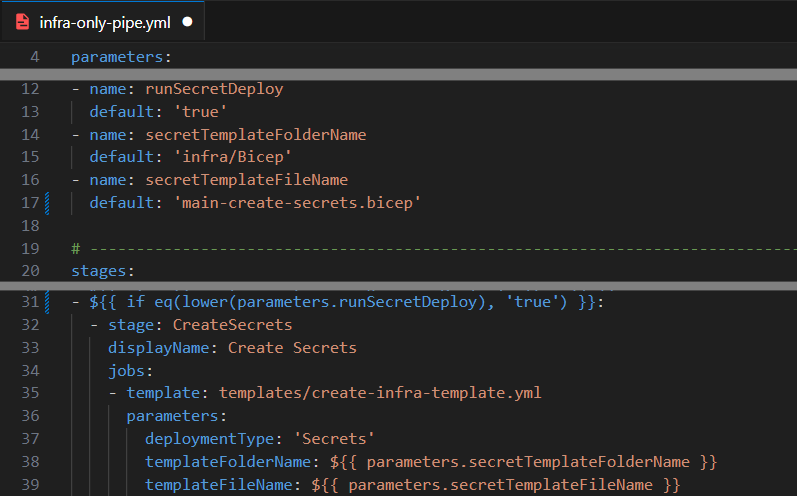 infra-only-pipe.yml
4 parameters:
12 - name: runSecretDeploy
13 default: 'true'
14 - name: secretTemplateFolderName
15 default: 'infra/Bicep'
16 - name: secretTemplateFileName
17 default: 'main-create-secrets.bicep'
18
19 # -----------------------------------------------------------------------------
20 stages:
31 - ${{ if eq(lower(parameters.runSecretDeploy), 'true') }}:
32 - stage: CreateSecrets
33 displayName: Create Secrets
34 jobs:
35 - template: templates/create-infra-template.yml
36 parameters:
37 deploymentType: 'Secrets'
38 templateFolderName: ${{ parameters.secretTemplateFolderName }}
39 templateFileName: ${{ parameters.secretTemplateFileName }}